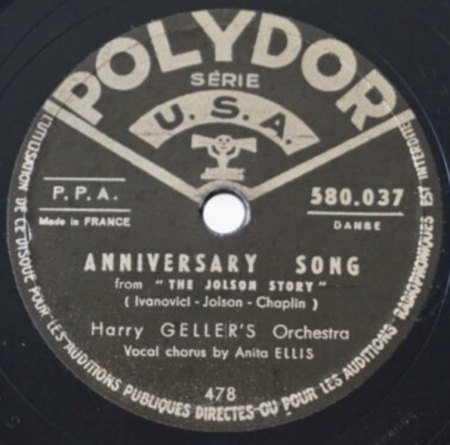 POLYDOR
SÉRIE
U.S.A.
P.P.A.
Made in FRANCE
580.037
DANSE
ANNIVERSARY SONG
from "THE JOLSON STORY"
( Ivanovici - Jolson - Chaplin )
Harry GELLER'S Orchestra
Vocal chorus by Anita ELLIS
478
L'UTILISATION DE CE DISQUE POUR LES AUDITIONS PUBLIQUES DIRECTES OU POUR LES AUDITIONS RADIOPHONIQUES EST INTERDITE